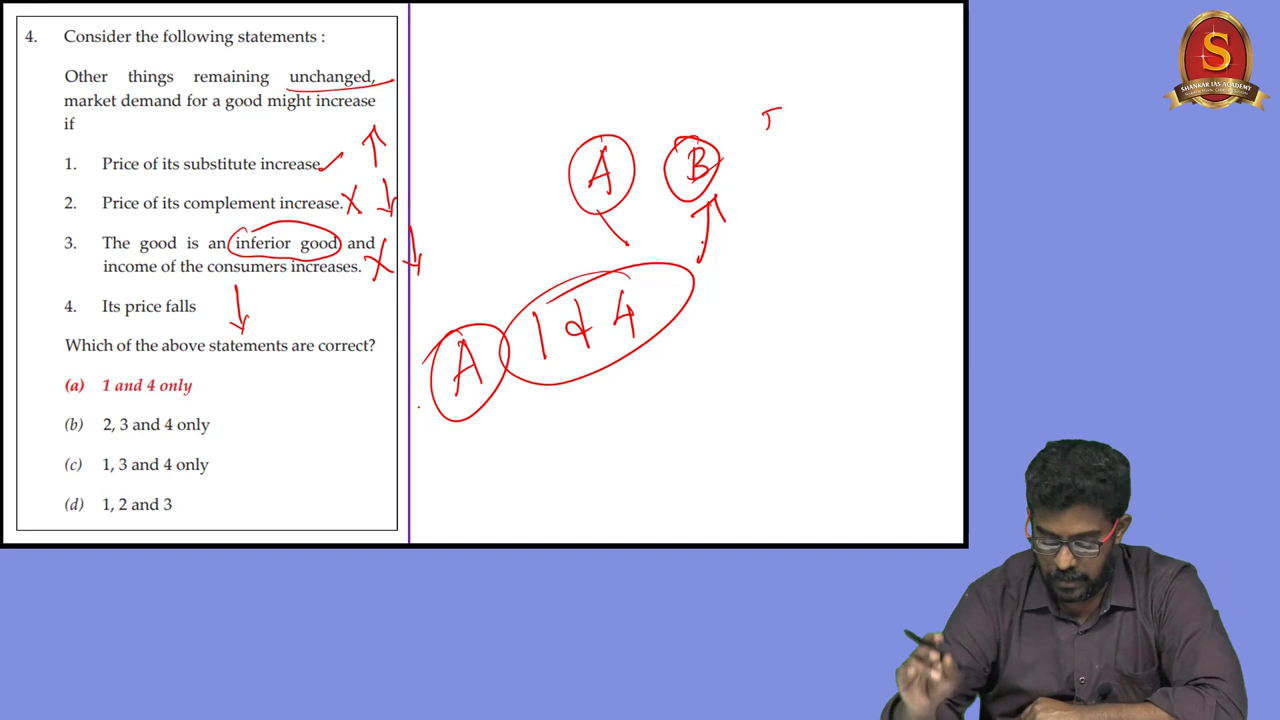 4. Consider the following statements :
Other things remaining unchanged,
market demand for a good might increase
if
1. Price of its substitute increase
2. Price of its complement increase.
3. The good is an inferior good and
income of the consumers increases.
4. Its price falls
Which of the above statements are correct?
(a) 1 and 4 only
(b) 2, 3 and 4 only
(c) 1, 3 and 4 only
(d) 1, 2 and 3
A B
A 1 & 4
S
SHANKAR IAS ACADEMY